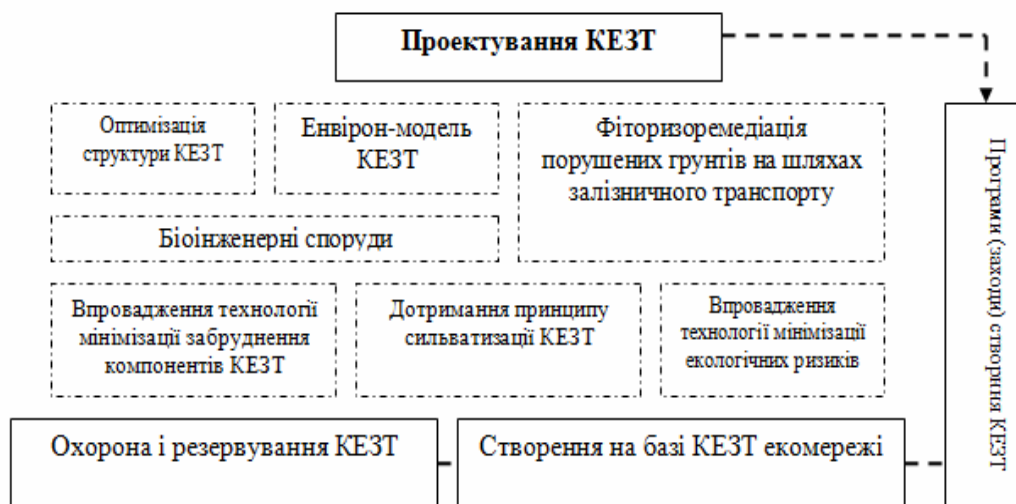 Проектування КЕЗТ
Оптимізація
структури КЕЗТ
Енвірон-модель
КЕЗТ
Фіторизоремедіація
порушених грунтів на шляхах
залізничного транспорту
Біоінженерні споруди
Впровадження технології
мінімізації забруднення
компонентів КЕЗТ
Дотримання принципу
сильватизації КЕЗТ
Впровадження
технології мінімізації
екологічних ризиків
Програми (заходи) створння КЕЗТ
Охорона і резервування КЕЗТ
Створення на базі КЕЗТ екомережі